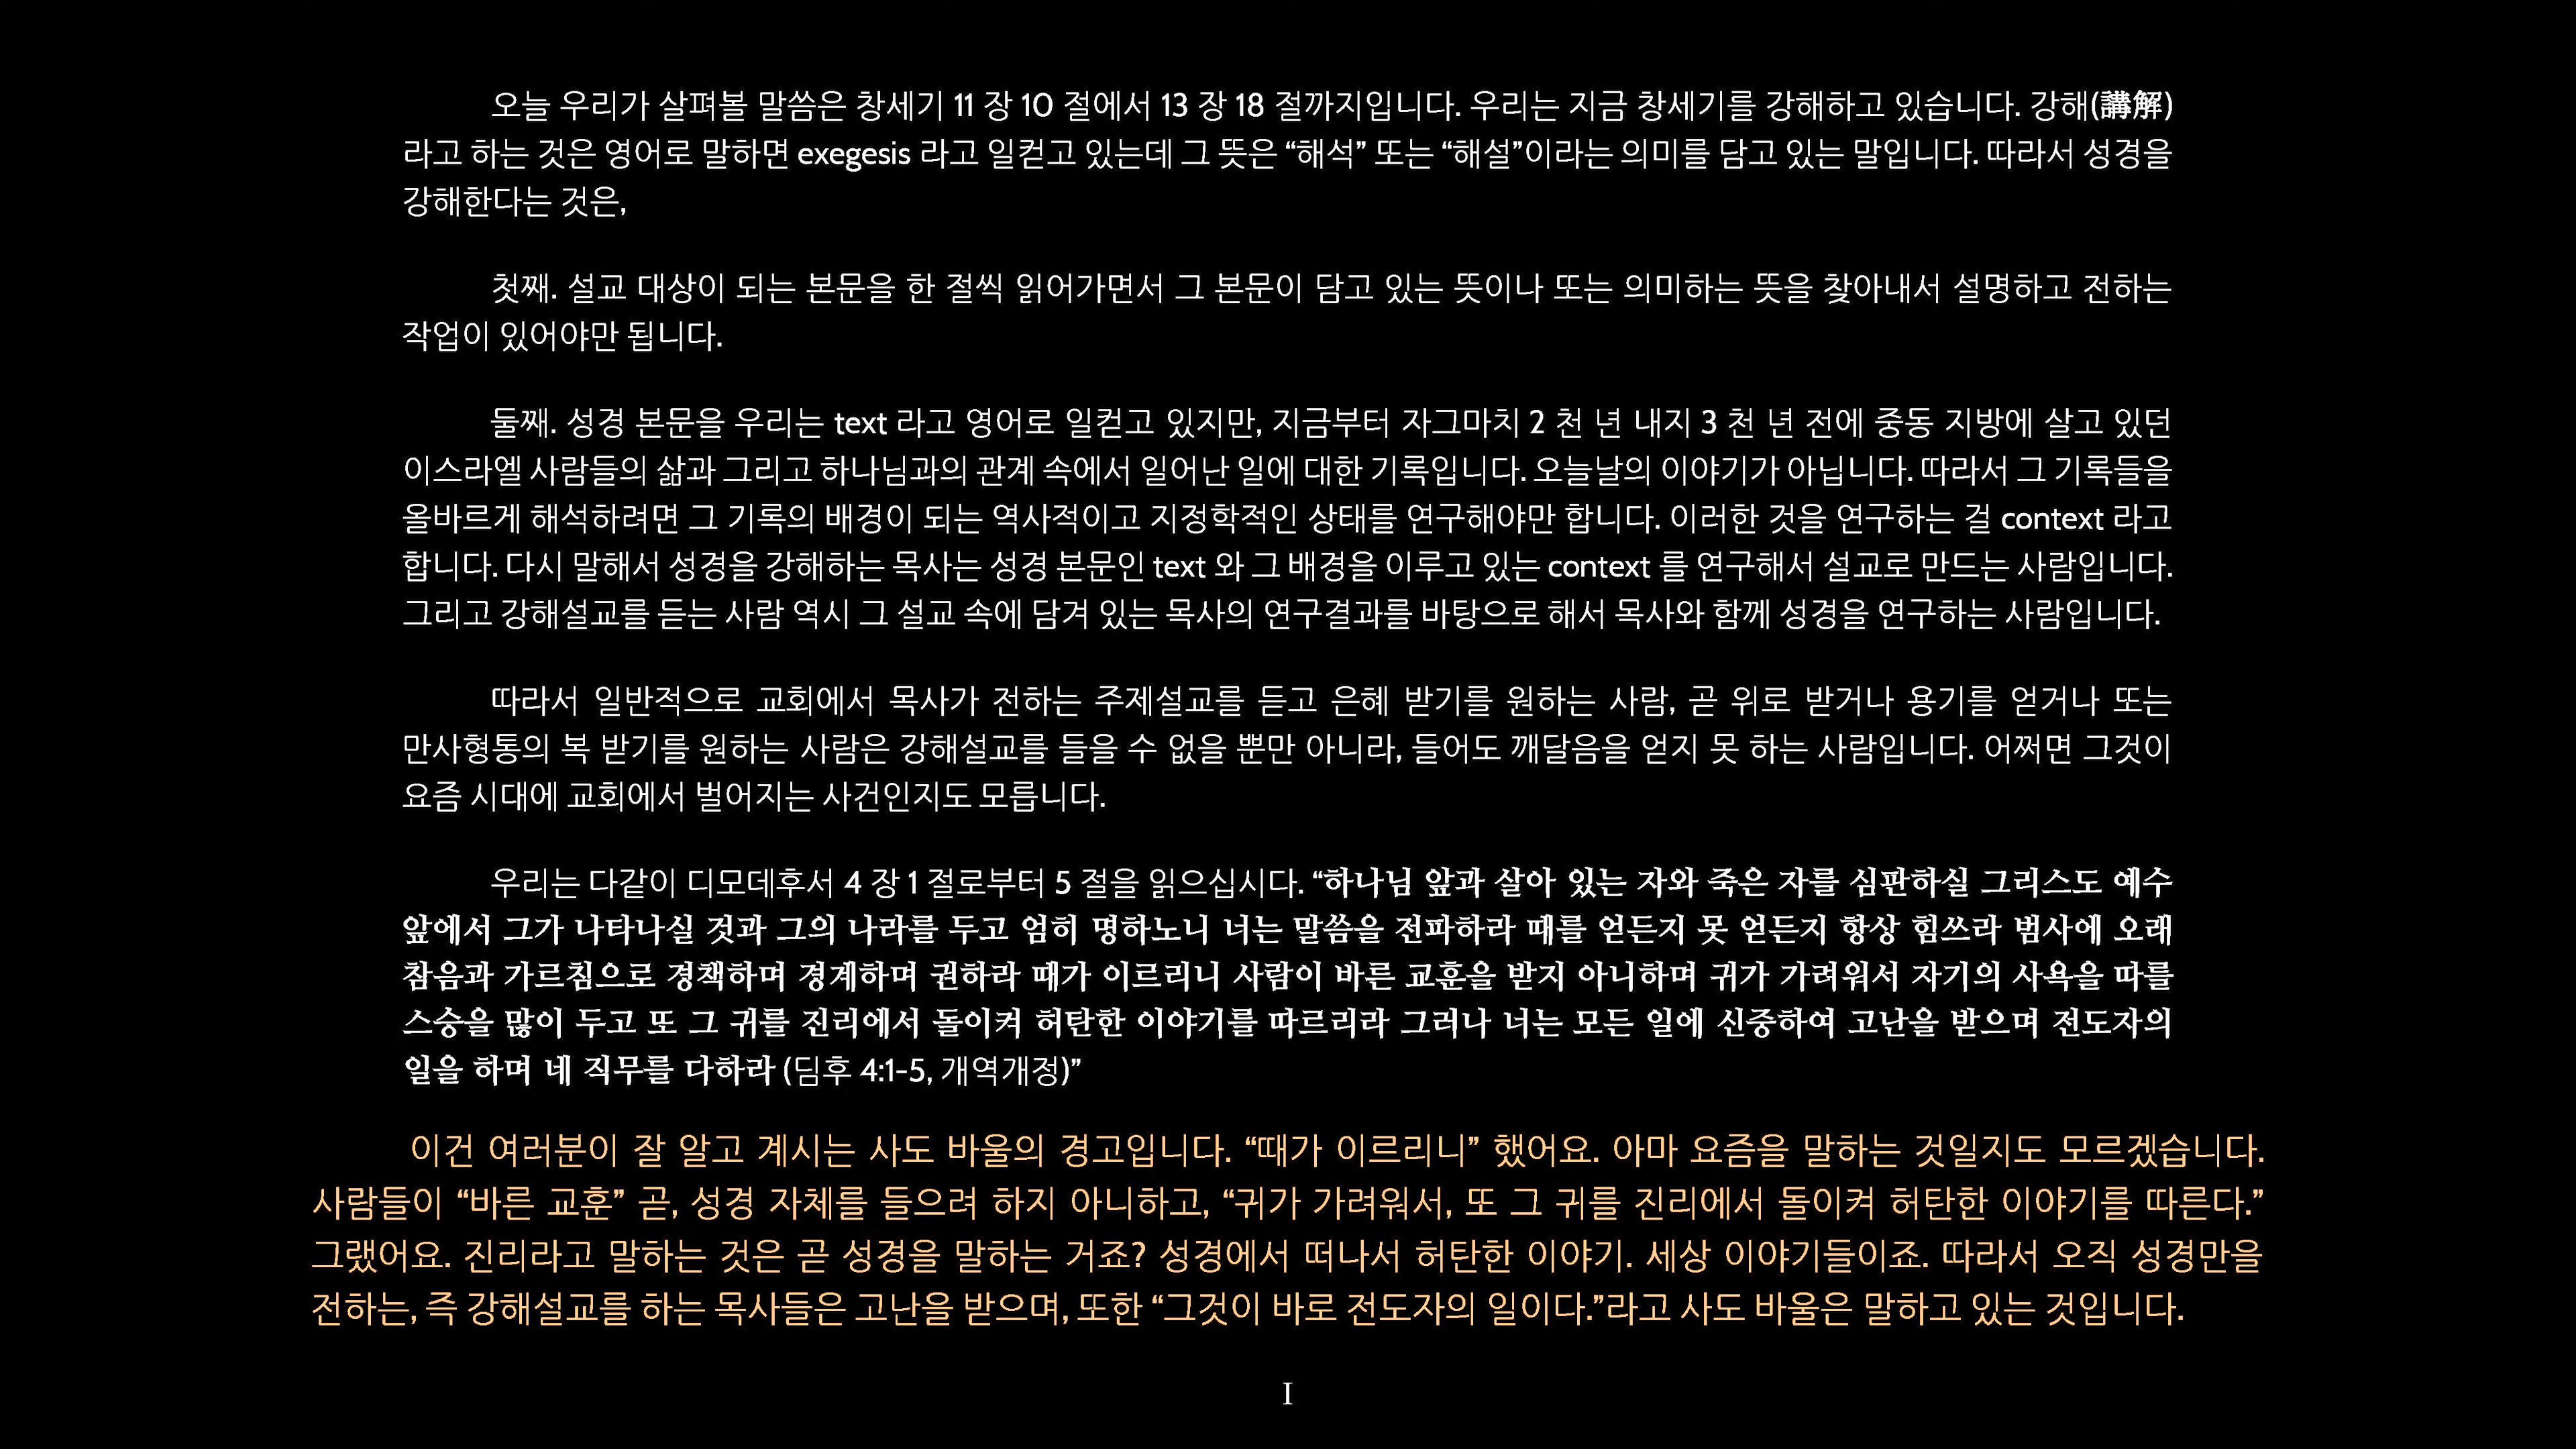 오늘 우리가 살펴볼 말씀은 창세기 11 장 10 절에서 13 장 18 절까지입니다. 우리는 지금 창세기를 강해하고 있습니다. 강해(講解)
라고 하는 것은 영어로 말하면 exegesis 라고 일컫고 있는데 그 뜻은 “해석” 또는 “해설”이라는 의미를 담고 있는 말입니다. 따라서 성경을
강해한다는 것은,
첫째. 설교 대상이 되는 본문을 한 절씩 읽어가면서 그 본문이 담고 있는 뜻이나 또는 의미하는 뜻을 찾아내서 설명하고 전하는
작업이 있어야만 됩니다.
둘째. 성경 본문을 우리는 text 라고 영어로 일컫고 있지만, 지금부터 자그마치 2 천 년 내지 3 천 년 전에 중동 지방에 살고 있던
이스라엘 사람들의 삶과 그리고 하나님과의 관계 속에서 일어난 일에 대한 기록입니다. 오늘날의 이야기가 아닙니다. 따라서 그 기록들을
올바르게 해석하려면 그 기록의 배경이 되는 역사적이고 지정학적인 상태를 연구해야만 합니다. 이러한 것을 연구하는 걸 context 라고
합니다. 다시 말해서 성경을 강해하는 목사는 성경 본문인 text 와 그 배경을 이루고 있는 context 를 연구해서 설교로 만드는 사람입니다.
그리고 강해설교를 듣는 사람 역시 그 설교 속에 담겨 있는 목사의 연구결과를 바탕으로 해서 목사와 함께 성경을 연구하는 사람입니다.
따라서 일반적으로 교회에서 목사가 전하는 주제설교를 듣고 은혜 받기를 원하는 사람, 곧 위로 받거나 용기를 얻거나 또는
만사형통의 복 받기를 원하는 사람은 강해설교를 들을 수 없을 뿐만 아니라, 들어도 깨달음을 얻지 못 하는 사람입니다. 어쩌면 그것이
요즘 시대에 교회에서 벌어지는 사건인지도 모릅니다.
우리는 다같이 디모데후서 4 장 1 절로부터 5 절을 읽으십시다. “하나님 앞과 살아 있는 자와 죽은 자를 심판하실 그리스도 예수
앞에서 그가 나타나실 것과 그의 나라를 두고 엄히 명하노니 너는 말씀을 전파하라 때를 얻든지 못 얻든지 항상 힘쓰라 범사에 오래
참음과 가르침으로 경책하며 경계하며 권하라 때가 이르리니 사람이 바른 교훈을 받지 아니하며 귀가 가려워서 자기의 사욕을 따를
스승을 많이 두고 또 그 귀를 진리에서 돌이켜 허탄한 이야기를 따르리라 그러나 너는 모든 일에 신중하여 고난을 받으며 전도자의
일을 하며 네 직무를 다하라 (딤후 4:1-5, 개역개정)”
이건 여러분이 잘 알고 계시는 사도 바울의 경고입니다. “때가 이르리니” 했어요. 아마 요즘을 말하는 것일지도 모르겠습니다.
사람들이 “바른 교훈” 곧, 성경 자체를 들으려 하지 아니하고, “귀가 가려워서, 또 그 귀를 진리에서 돌이켜 허탄한 이야기를 따른다.”
그랬어요. 진리라고 말하는 것은 곧 성경을 말하는 거죠? 성경에서 떠나서 허탄한 이야기. 세상 이야기들이죠. 따라서 오직 성경만을
전하는, 즉 강해설교를 하는 목사들은 고난을 받으며, 또한 “그것이 바로 전도자의 일이다.”라고 사도 바울은 말하고 있는 것입니다.
I